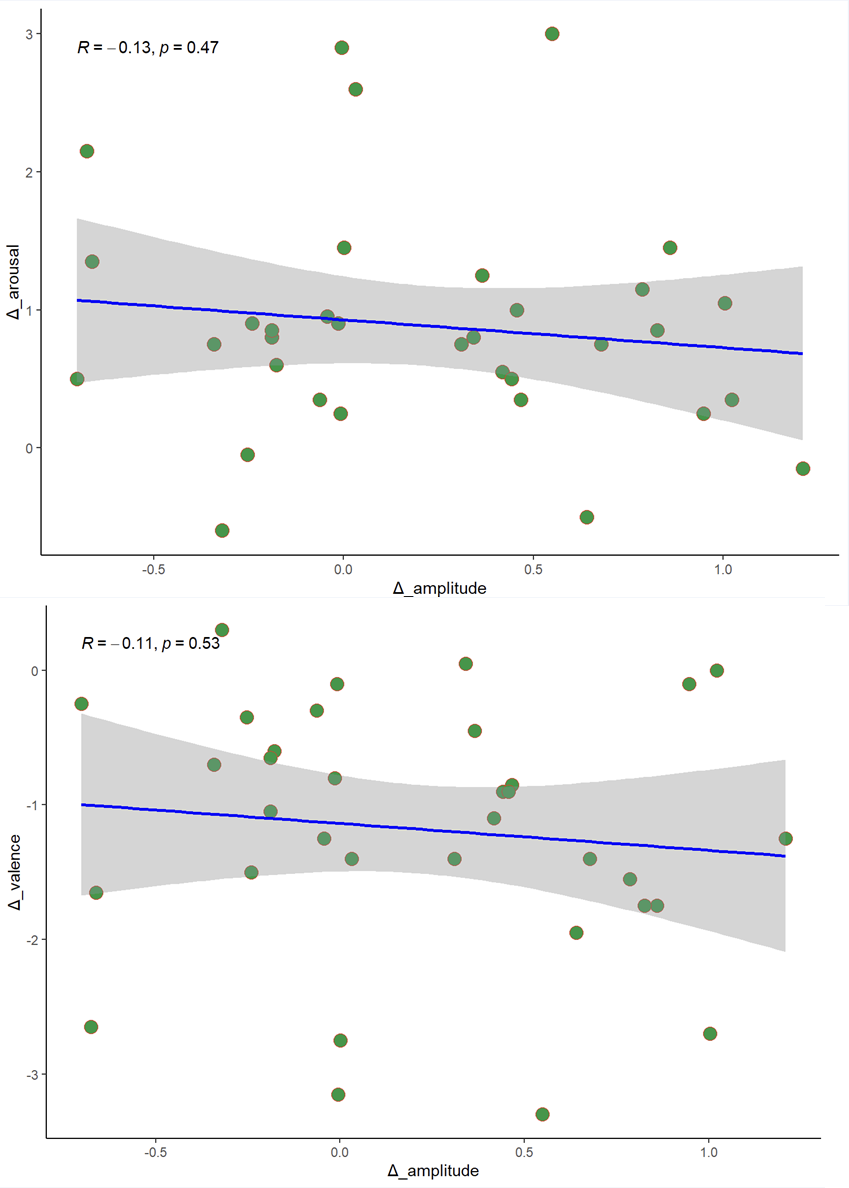 R = −0.13, p = 0.47
3
2
1
0
Δ_arousal
-0.5 0.0 0.5 1.0
Δ_amplitude
R = −0.11, p = 0.53
0
-1
-2
-3
Δ_valence
-0.5 0.0 0.5 1.0
Δ_amplitude